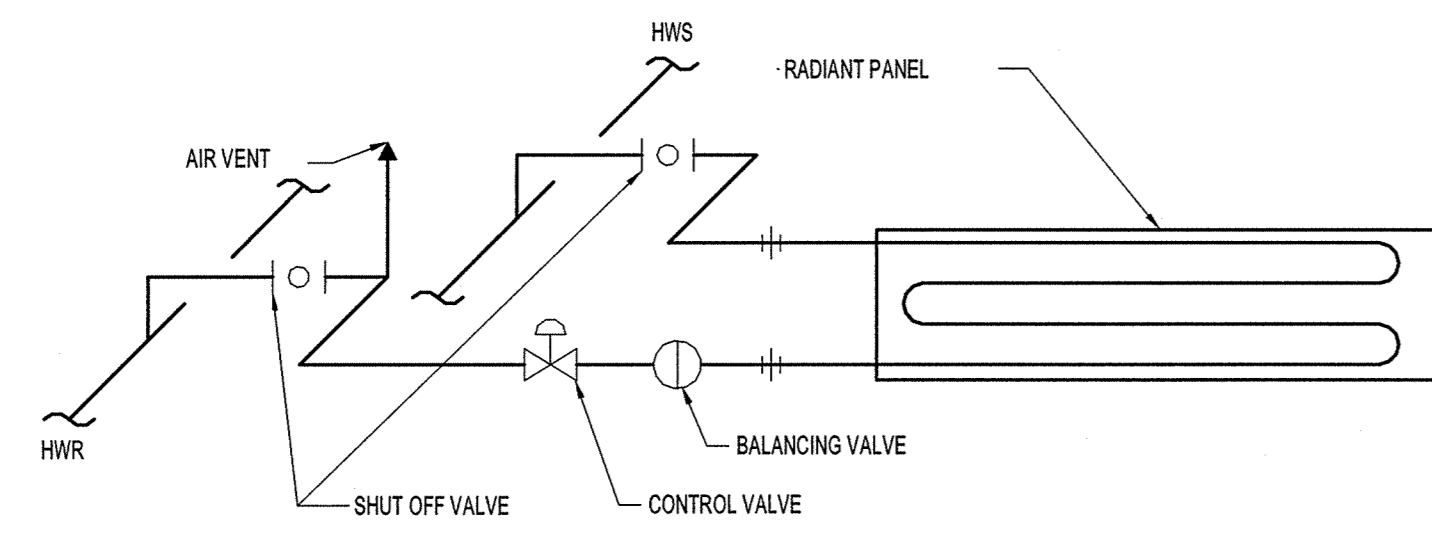 HWS
RADIANT PANEL
AIR VENT
HWR
BALANCING VALVE
SHUT OFF VALVE
CONTROL VALVE